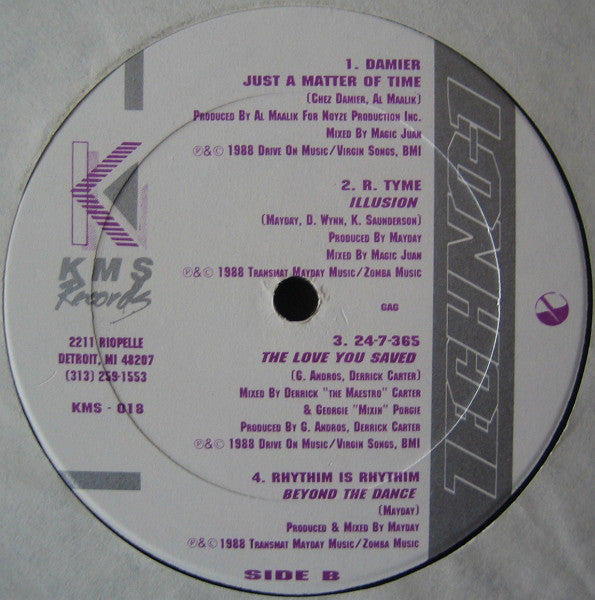 1. DAMIER
JUST A MATTER OF TIME
(CHEZ DAMIER, AL MAALIK)
PRODUCED BY AL MAALIK FOR NOYZE PRODUCTION INC.
MIXED BY MAGIC JUAN
℗&© 1988 DRIVE ON MUSIC/VIRGIN SONGS, BMI
2. R. TYME
ILLUSION
(MAYDAY, D. WYNN, K. SAUNDERSON)
PRODUCED BY MAYDAY
MIXED BY MAGIC JUAN
℗&© 1988 TRANSMAT MAYDAY MUSIC/ZOMBA MUSIC
GAG
3. 24-7-365
THE LOVE YOU SAVED
(G. ANDROS, DERRICK CARTER)
MIXED BY DERRICK "THE MAESTRO" CARTER
& GEORGIE "MIXIN" PORGIE
PRODUCED BY G. ANDROS, DERRICK CARTER
℗&© 1988 DRIVE ON MUSIC/VIRGIN SONGS, BMI
4. RHYTHIM IS RHYTHIM
BEYOND THE DANCE
(MAYDAY)
PRODUCED & MIXED BY MAYDAY
℗&© 1988 TRANSMAT MAYDAY MUSIC/ZOMBA MUSIC
SIDE B
K
KMS
Records
2211 RIOPELLE
DETROIT, MI 48207
(313) 259-1553
KMS - 018
TECHNO-1